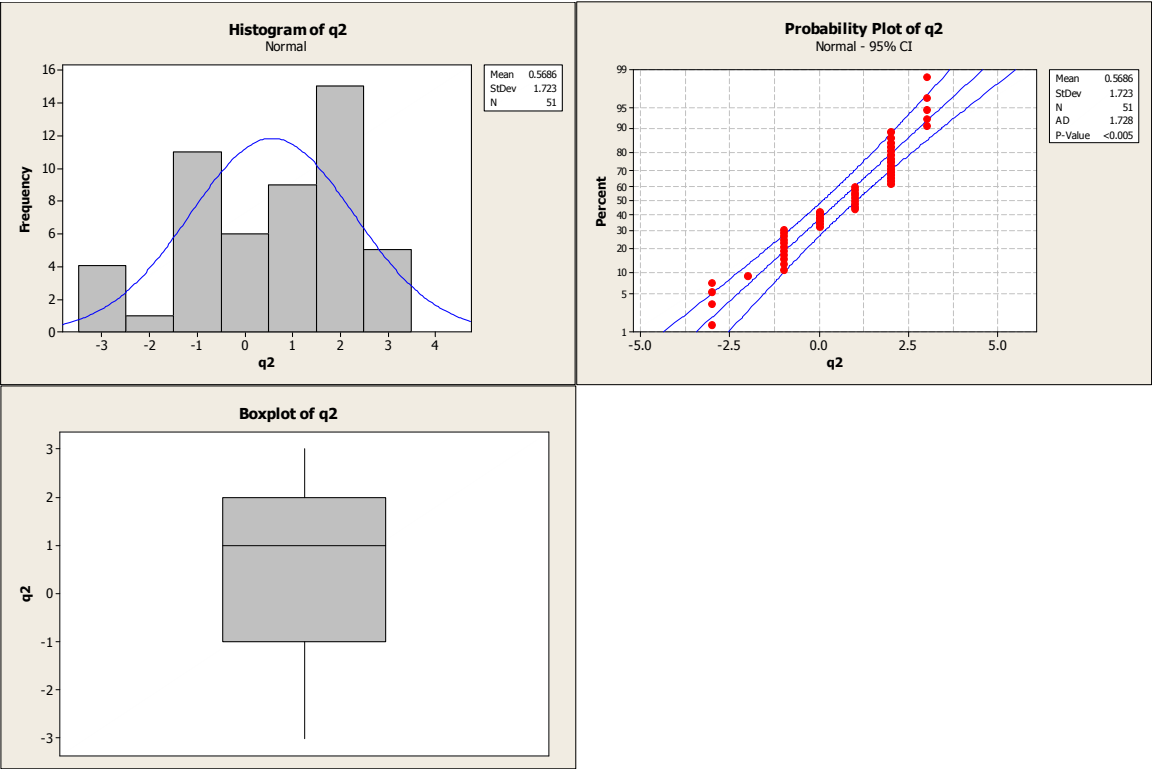 Histogram of q2
Normal
Mean 0.5686
StDev 1.723
N 51
16
14
12
10
8
6
4
2
0
Frequency
-3 -2 -1 0 1 2 3 4
q2
Probability Plot of q2
Normal - 95% CI
Mean 0.5686
StDev 1.723
N 51
AD 1.728
P-Value <0.005
99
95
90
80
70
60
50
40
30
20
10
5
1
Percent
-5.0 -2.5 0.0 2.5 5.0
q2
Boxplot of q2
3
2
1
0
-1
-2
-3
q2